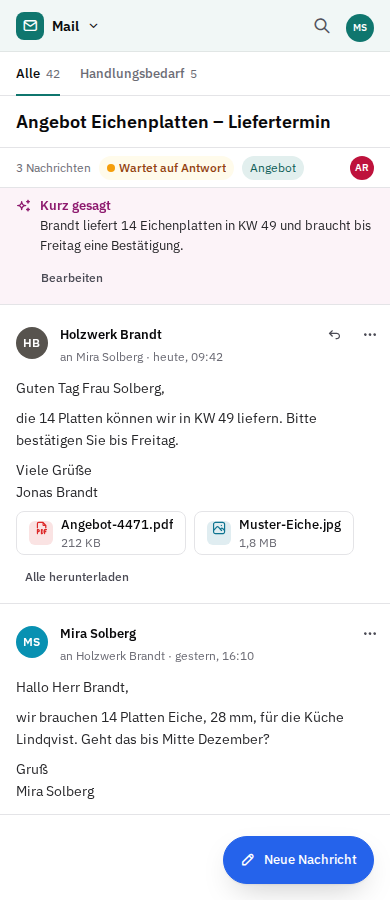 Mail
MS
Alle 42
Handlungsbedarf 5
Angebot Eichenplatten – Liefertermin
3 Nachrichten
Wartet auf Antwort
Angebot
AR
Kurz gesagt
Brandt liefert 14 Eichenplatten in KW 49 und braucht bis
Freitag eine Bestätigung.
Bearbeiten
HB
Holzwerk Brandt
an Mira Solberg · heute, 09:42
Guten Tag Frau Solberg,
die 14 Platten können wir in KW 49 liefern. Bitte
bestätigen Sie bis Freitag.
Viele Grüße
Jonas Brandt
PDF
Angebot-4471.pdf
212 KB
Muster-Eiche.jpg
1,8 MB
Alle herunterladen
MS
Mira Solberg
an Holzwerk Brandt · gestern, 16:10
Hallo Herr Brandt,
wir brauchen 14 Platten Eiche, 28 mm, für die Küche
Lindqvist. Geht das bis Mitte Dezember?
Gruß
Mira Solberg
Neue Nachricht